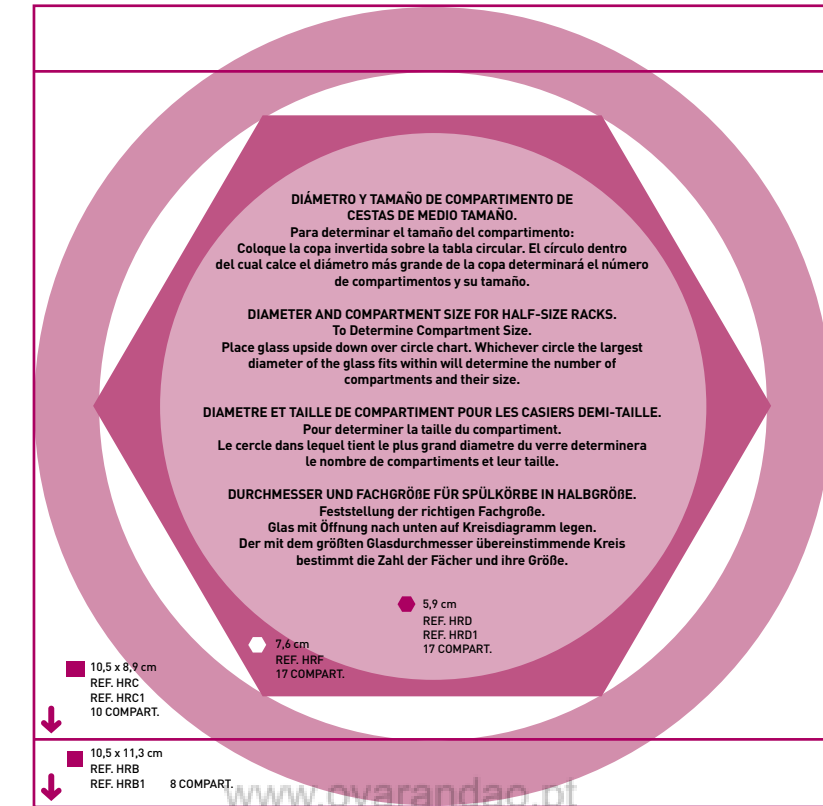 DIÁMETRO Y TAMAÑO DE COMPARTIMENTO DE
CESTAS DE MEDIO TAMAÑO.
Para determinar el tamaño del compartimento:
Coloque la copa invertida sobre la tabla circular. El círculo dentro
del cual calce el diámetro más grande de la copa determinará el número
de compartimentos y su tamaño.
DIAMETER AND COMPARTMENT SIZE FOR HALF-SIZE RACKS.
To Determine Compartment Size.
Place glass upside down over circle chart. Whichever circle the largest
diameter of the glass fits within will determine the number of
compartments and their size.
DIAMETRE ET TAILLE DE COMPARTIMENT POUR LES CASIERS DEMI-TAILLE.
Pour determiner la taille du compartiment.
Le cercle dans lequel tient le plus grand diametre du verre determinera
le nombre de compartiments et leur taille.
DURCHMESSER UND FACHGRÖßE FÜR SPÜLKÖRBE IN HALBGRÖßE.
Feststellung der richtigen Fachgroße.
Glas mit Öffnung nach unten auf Kreisdiagramm legen.
Der mit dem größten Glasdurchmesser übereinstimmende Kreis
bestimmt die Zahl der Fächer und ihre Größe.
5,9 cm
REF. HRD
REF. HRD1
17 COMPART.
7,6 cm
REF. HRF
17 COMPART.
10,5 x 8,9 cm
REF. HRC
REF. HRC1
10 COMPART.
10,5 x 11,3 cm
REF. HRB
REF. HRB1 8 COMPART.
www.ovarandao.pt